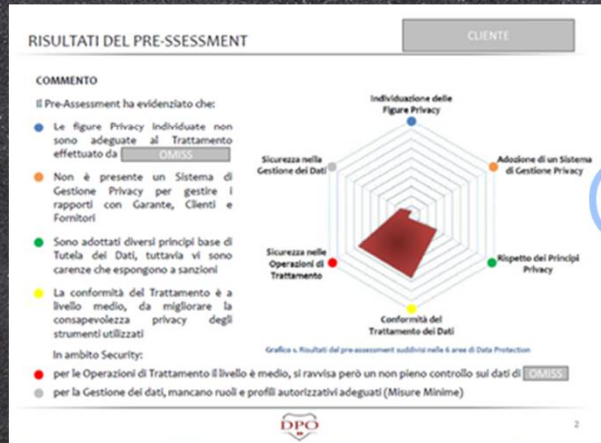 RISULTATI DEL PRE-SSESSMENT
CLIENTE
COMMENTO
Il Pre-Assessment ha evidenziato che:
Le figure Privacy individuate non
sono adeguate al Trattamento
effettuato da OMISS
Non è presente un Sistema di
Gestione Privacy per gestire i
rapporti con Garante, Clienti e
Fornitori
Sono adottati diversi principi base di
Tutela dei Dati, tuttavia vi sono
carenze che espongono a sanzioni
La conformità del Trattamento è a
livello medio, da migliorare la
consapevolezza privacy degli
strumenti utilizzati
In ambito Security:
Individuazione delle
Figure Privacy
Adozione di un Sistema
di Gestione Privacy
Rispetto dei Principi
Privacy
Conformità del
Trattamento dei Dati
Sicurezza nelle
Operazioni di
Trattamento
Sicurezza nella
Gestione dei Dati
Grafico 1. Risultati del pre-assessment suddivisi nelle 6 aree di Data Protection
per le Operazioni di Trattamento il livello è medio, si ravvisa però un non pieno controllo sui dati di OMISS
per la Gestione dei dati, mancano ruoli e profili autorizzativi adeguati (Misure Minime)
DPO
2